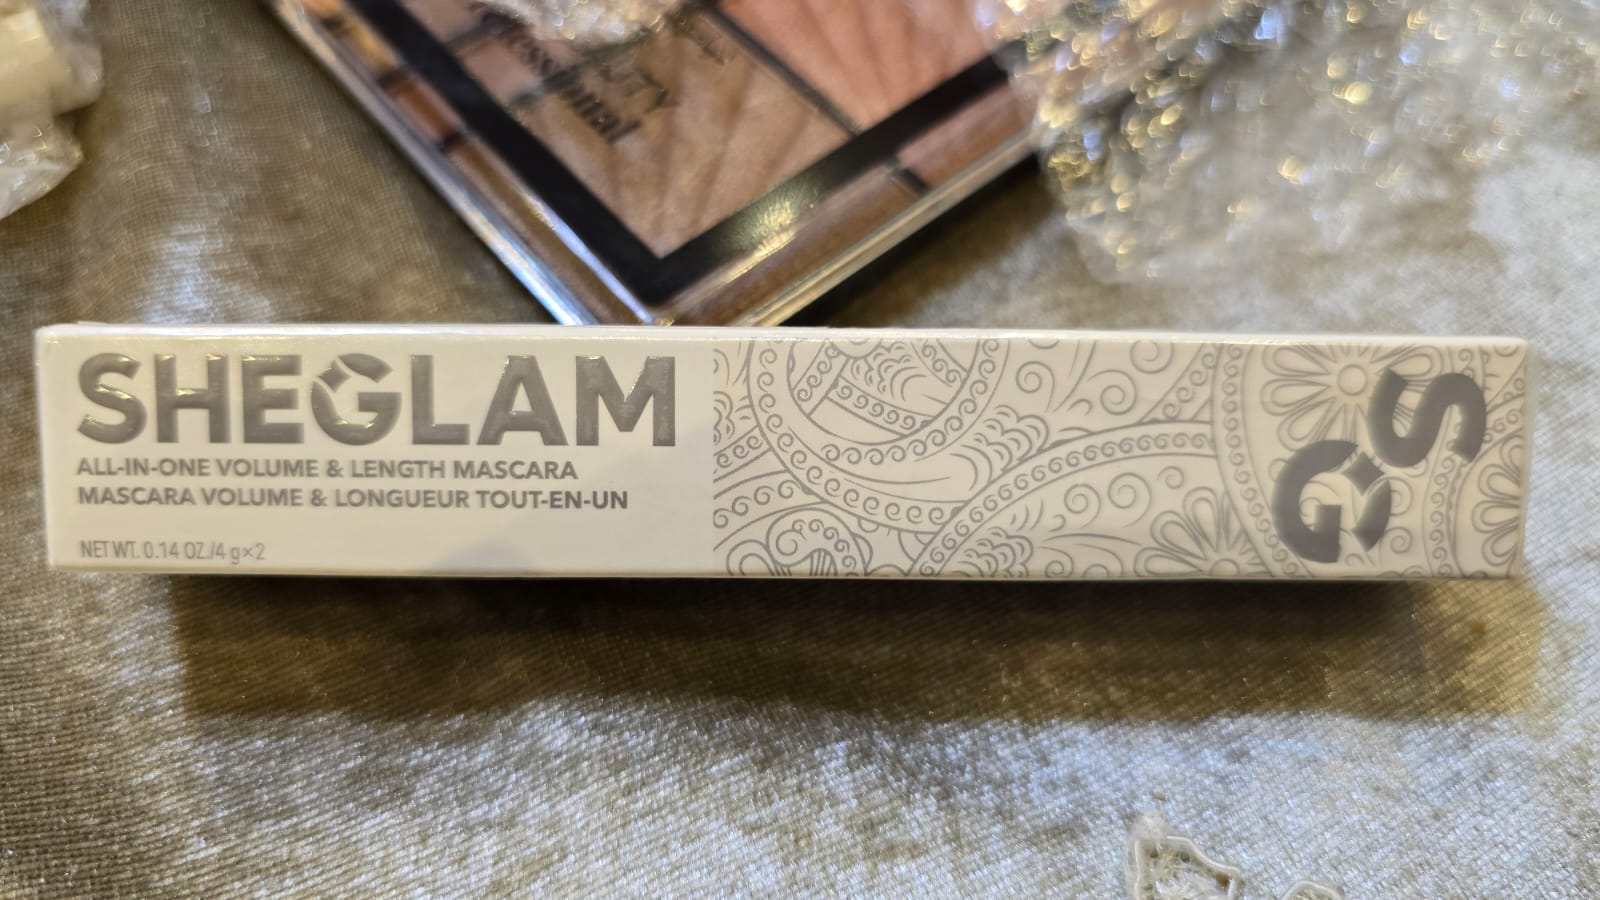 SHEGLAM
ALL-IN-ONE VOLUME & LENGTH MASCARA
MASCARA VOLUME & LONGUEUR TOUT-EN-UN
NET WT. 0.14 OZ./4 g×2
SG